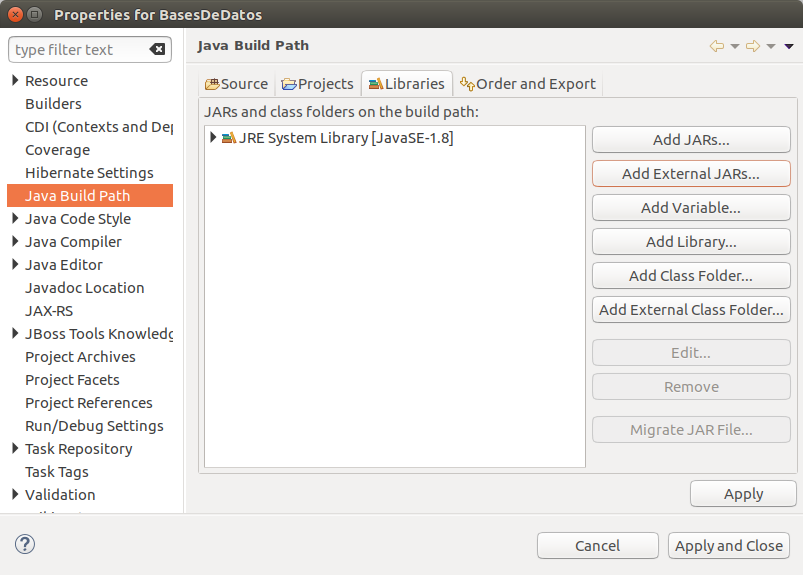 Properties for BasesDeDatos
type filter text
Resource
Builders
CDI (Contexts and Dep
Coverage
Hibernate Settings
Java Build Path
Java Code Style
Java Compiler
Java Editor
Javadoc Location
JAX-RS
JBoss Tools Knowledg
Project Archives
Project Facets
Project References
Run/Debug Settings
Task Repository
Task Tags
Validation
Java Build Path
Source Projects Libraries Order and Export
JARs and class folders on the build path:
JRE System Library [JavaSE-1.8]
Add JARs...
Add External JARs...
Add Variable...
Add Library...
Add Class Folder...
Add External Class Folder...
Edit...
Remove
Migrate JAR File...
Apply
?
Cancel
Apply and Close